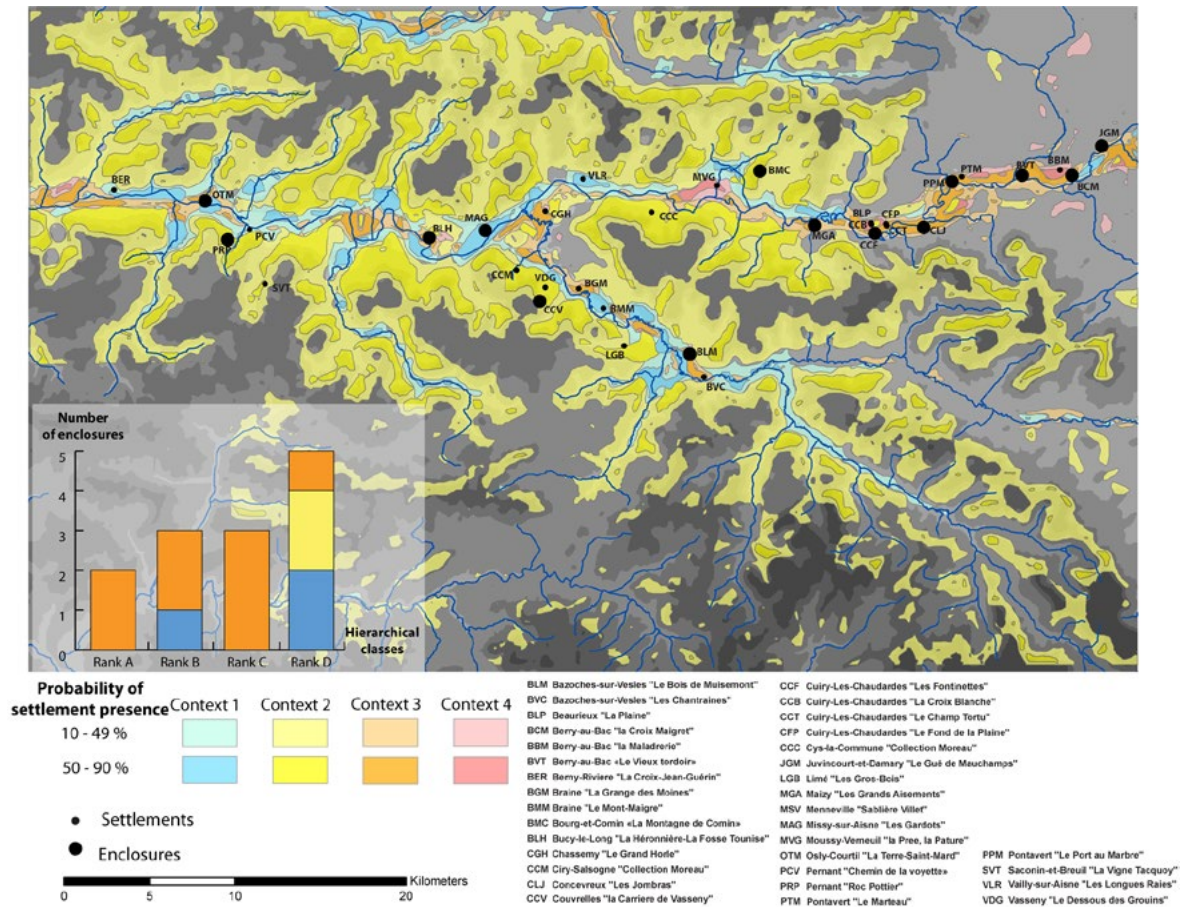 JGM
BER
OTM
VLR
MVG
BMC
PPM
PTM
BVT
BBM
BCM
PRP
PCV
BLH
MAG
CGH
CCC
MGA
BLP
CFP
CCB
CCT
CLJ
CCF
SVT
CCM
VDG
BGM
CCV
BMM
LGB
BLM
BVC
Number
of enclosures
5
4
3
2
1
0
Rank A Rank B Rank C Rank D
Hierarchical
classes
Probability of
settlement presence
Context 1 Context 2 Context 3 Context 4
10 - 49 %
50 - 90 %
Settlements
Enclosures
Kilometers
0 5 10 20
BLM Bazoches-sur-Vesles "Le Bois de Muisemont"
BVC Bazoches-sur-Vesles "Les Chantraines"
BLP Beaurieux "La Plaine"
BCM Berry-au-Bac "la Croix Maigret"
BBM Berry-au-Bac "la Maladrerie"
BVT Berry-au-Bac «Le Vieux tordoir»
BER Berny-Riviere "La Croix-Jean-Guérin"
BGM Braine "La Grange des Moines"
BMM Braine "Le Mont-Maigre"
BMC Bourg-et-Comin «La Montagne de Comin»
BLH Bucy-le-Long "La Héronnière-La Fosse Tounise"
CGH Chassemy "Le Grand Horle"
CCM Ciry-Salsogne "Collection Moreau"
CLJ Concevreux "Les Jombras"
CCV Couvrelles "la Carriere de Vasseny"
CCF Cuiry-Les-Chaudardes "Les Fontinettes"
CCB Cuiry-Les-Chaudardes "La Croix Blanche"
CCT Cuiry-Les-Chaudardes "Le Champ Tortu"
CFP Cuiry-Les-Chaudardes "Le Fond de la Plaine"
CCC Cys-la-Commune "Collection Moreau"
JGM Juvincourt-et-Damary "Le Gué de Mauchamps"
LGB Limé "Les Gros-Bois"
MGA Maizy "Les Grands Aisements"
MSV Menneville "Sablière Villet"
MAG Missy-sur-Aisne "Les Gardots"
MVG Moussy-Verneuil "la Pree, la Pature"
OTM Osly-Courtil "La Terre-Saint-Mard"
PCV Pernant "Chemin de la voyette»
PRP Pernant "Roc Pottier"
PTM Pontavert "Le Marteau"
PPM Pontavert "Le Port au Marbre"
SVT Saconin-et-Breuil "La Vigne Tacquoy"
VLR Vailly-sur-Aisne "Les Longues Raies"
VDG Vasseny "Le Dessous des Grouins"